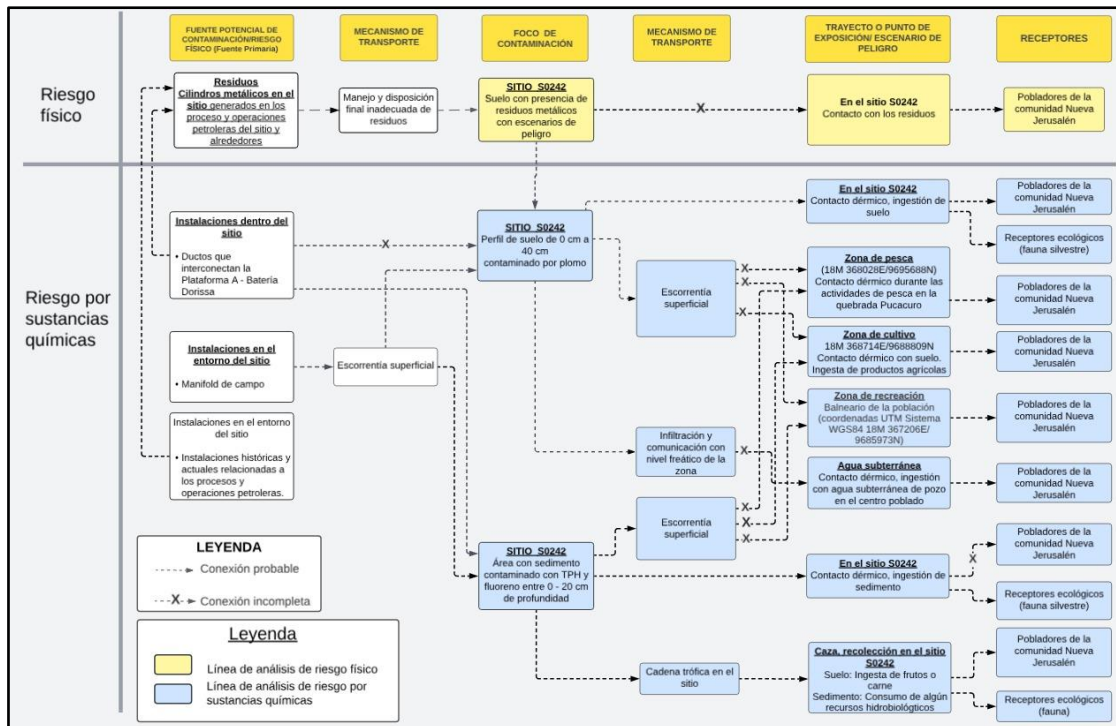 FUENTE POTENCIAL DE
CONTAMINACIÓN/RIESGO
FÍSICO (Fuente Primaria)
MECANISMO DE
TRANSPORTE
FOCO DE
CONTAMINACIÓN
MECANISMO DE
TRANSPORTE
TRAYECTO O PUNTO DE
EXPOSICIÓN/ ESCENARIO DE
PELIGRO
RECEPTORES
Riesgo
físico
Residuos
Cilindros metálicos en el
sitio generados en los
proceso y operaciones
petroleras del sitio y
alrededores
Manejo y disposición
final inadecuada de
residuos
SITIO S0242
Suelo con presencia de
residuos metálicos
con escenarios de
peligro
X
En el sitio S0242
Contacto con los residuos
Pobladores de la
comunidad Nueva
Jerusalén
Riesgo por
sustancias
químicas
Instalaciones dentro del
sitio
• Ductos que
interconectan la
Plataforma A - Batería
Dorissa
X
SITIO S0242
Perfil de suelo de 0 cm a
40 cm
contaminado por plomo
En el sitio S0242
Contacto dérmico, ingestión de
suelo
Pobladores de la
comunidad Nueva
Jerusalén
Receptores ecológicos
(fauna silvestre)
Escorrentía superficial
X
X
X
Zona de pesca
(18M 368028E/9695688N)
Contacto dérmico durante las
actividades de pesca en la
quebrada Pucacuro
Pobladores de la
comunidad Nueva
Jerusalén
Instalaciones en el
entorno del sitio
• Manifold de campo
Escorrentía superficial
Zona de cultivo
18M 368714E/9688809N
Contacto dérmico con suelo.
Ingesta de productos agrícolas
Pobladores de la
comunidad Nueva
Jerusalén
Zona de recreación
Balneario de la población
(coordenadas UTM Sistema
WGS84 18M 367206E/
9685973N)
Pobladores de la
comunidad Nueva
Jerusalén
Instalaciones en el entorno
del sitio
• Instalaciones históricas y
actuales relacionadas a
los procesos y
operaciones petroleras.
Infiltración y
comunicación con
nivel freático de la
zona
X
Agua subterránea
Contacto dérmico, ingestión
con agua subterránea de pozo
en el centro poblado
Pobladores de la
comunidad Nueva
Jerusalén
Escorrentía
superficial
X
X
X
SITIO S0242
Área con sedimento
contaminado con TPH y
fluoreno entre 0 - 20 cm
de profundidad
En el sitio S0242
Contacto dérmico, ingestión de
sedimento
X
Pobladores de la
comunidad Nueva
Jerusalén
Receptores ecológicos
(fauna silvestre)
Cadena trófica en el
sitio
Caza, recolección en el sitio
S0242
Suelo: Ingesta de frutos o
carne
Sedimento: Consumo de algún
recursos hidrobiológicos
Pobladores de la
comunidad Nueva
Jerusalén
Receptores ecológicos
(fauna)
LEYENDA
Conexión probable
X
Conexión incompleta
Leyenda
Línea de análisis de riesgo físico
Línea de análisis de riesgo por
sustancias químicas